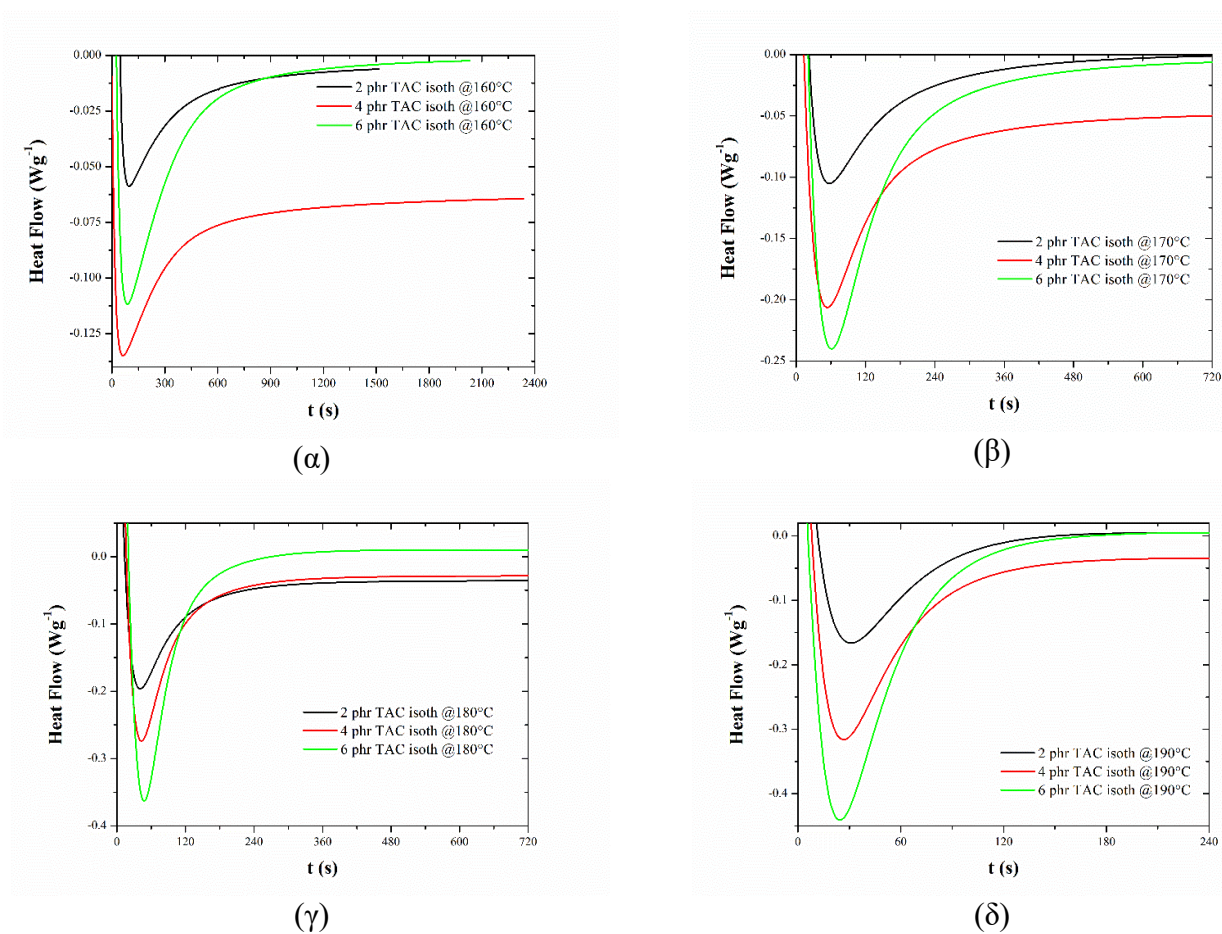 0.000
-0.025
-0.050
-0.075
-0.100
-0.125
Heat Flow (Wg⁻¹)
2 phr TAC isoth @160°C
4 phr TAC isoth @160°C
6 phr TAC isoth @160°C
0 300 600 900 1200 1500 1800 2100 2400
t (s)
(α)
0.00
-0.05
-0.10
-0.15
-0.20
-0.25
Heat Flow (Wg⁻¹)
2 phr TAC isoth @170°C
4 phr TAC isoth @170°C
6 phr TAC isoth @170°C
0 120 240 360 480 600 720
t (s)
(β)
0.0
-0.1
-0.2
-0.3
-0.4
Heat Flow (Wg⁻¹)
2 phr TAC isoth @180°C
4 phr TAC isoth @180°C
6 phr TAC isoth @180°C
0 120 240 360 480 600 720
t (s)
(γ)
0.0
-0.1
-0.2
-0.3
-0.4
Heat Flow (Wg⁻¹)
2 phr TAC isoth @190°C
4 phr TAC isoth @190°C
6 phr TAC isoth @190°C
0 60 120 180 240
t (s)
(δ)